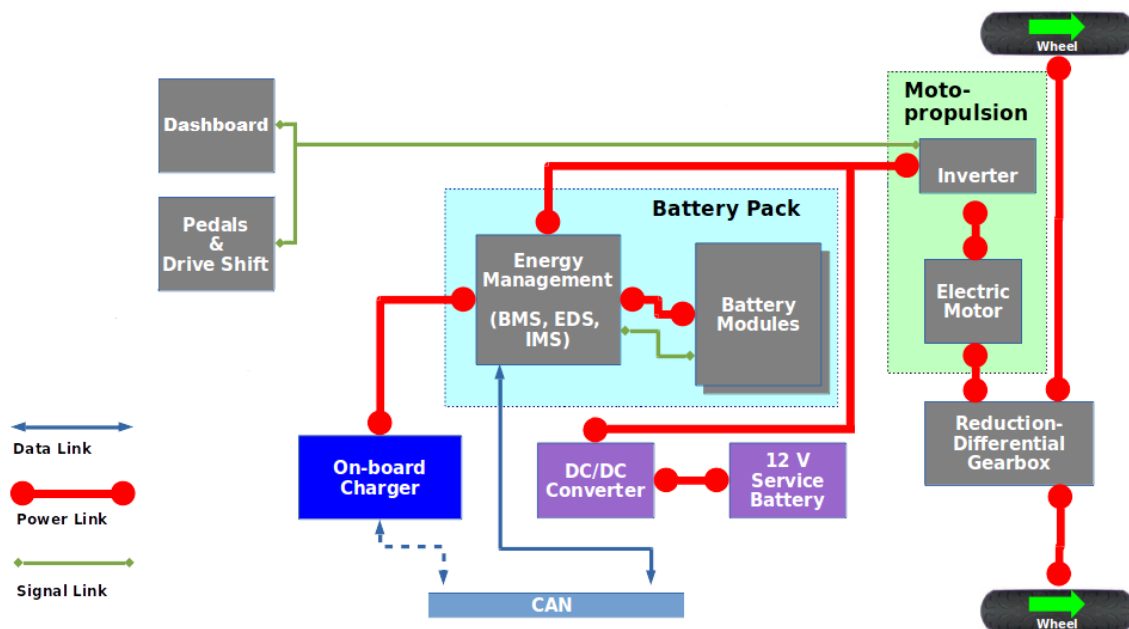 Wheel
Moto-
propulsion
Dashboard
Inverter
Pedals
&
Drive Shift
Battery Pack
Energy
Management
(BMS, EDS,
IMS)
Battery
Modules
Electric
Motor
Reduction-
Differential
Gearbox
Data Link
On-board
Charger
DC/DC
Converter
12 V
Service
Battery
Power Link
Signal Link
CAN
Wheel